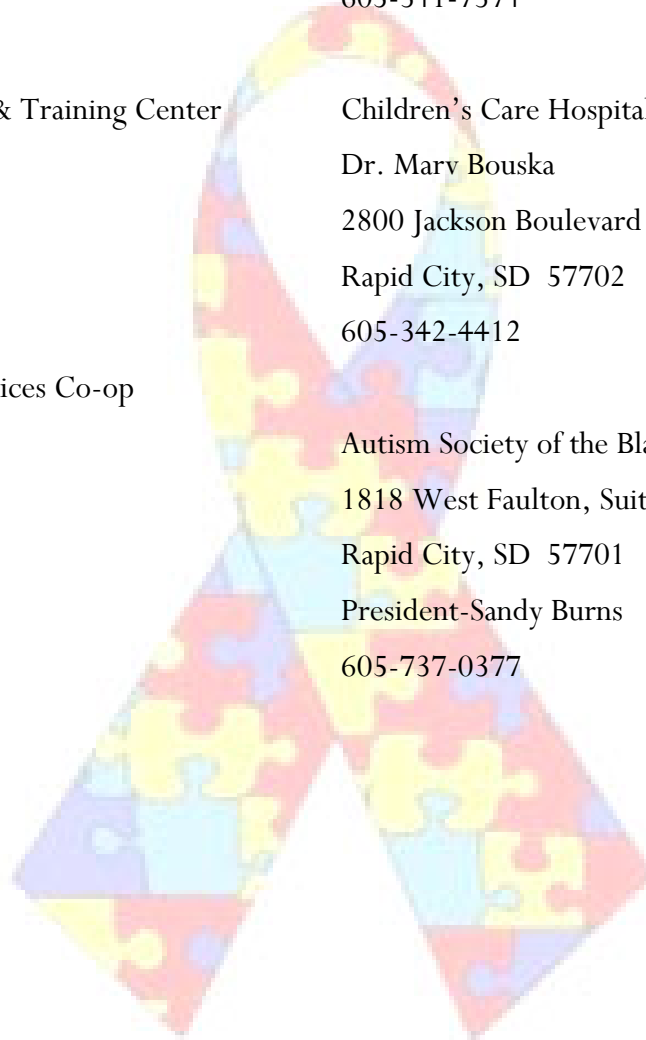 & Training Center
ices Co-op
Children's Care Hospital
Dr. Marv Bouska
2800 Jackson Boulevard
Rapid City, SD 57702
605-342-4412
Autism Society of the Bla
1818 West Faulton, Suit
Rapid City, SD 57701
President-Sandy Burns
605-737-0377